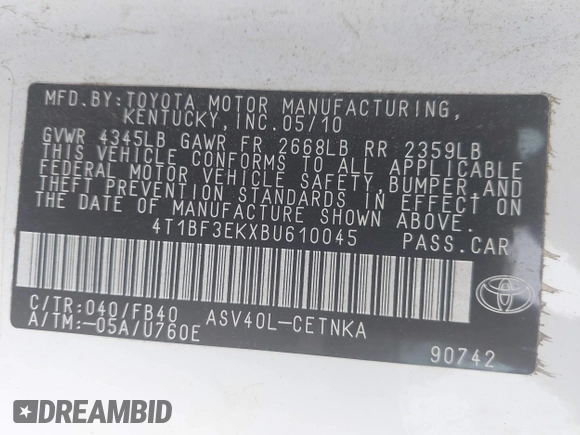 MFD.BY:TOYOTA MOTOR MANUFACTURING,
KENTUCKY,INC.05/10
GVWR 4345LB GAWR FR 2668LB RR 2359LB
THIS VEHICLE CONFORMS TO ALL APPLICABLE
FEDERAL MOTOR VEHICLE SAFETY,BUMPER,AND
THEFT PREVENTION STANDARDS IN EFFECT ON
THE DATE OF MANUFACTURE SHOWN ABOVE.
4T1BF3EKXBU610045 PASS.CAR
C/TR:040/FB40 ASV40L-CETNKA
A/TM:-05A/U760E
90742
DREAMBID